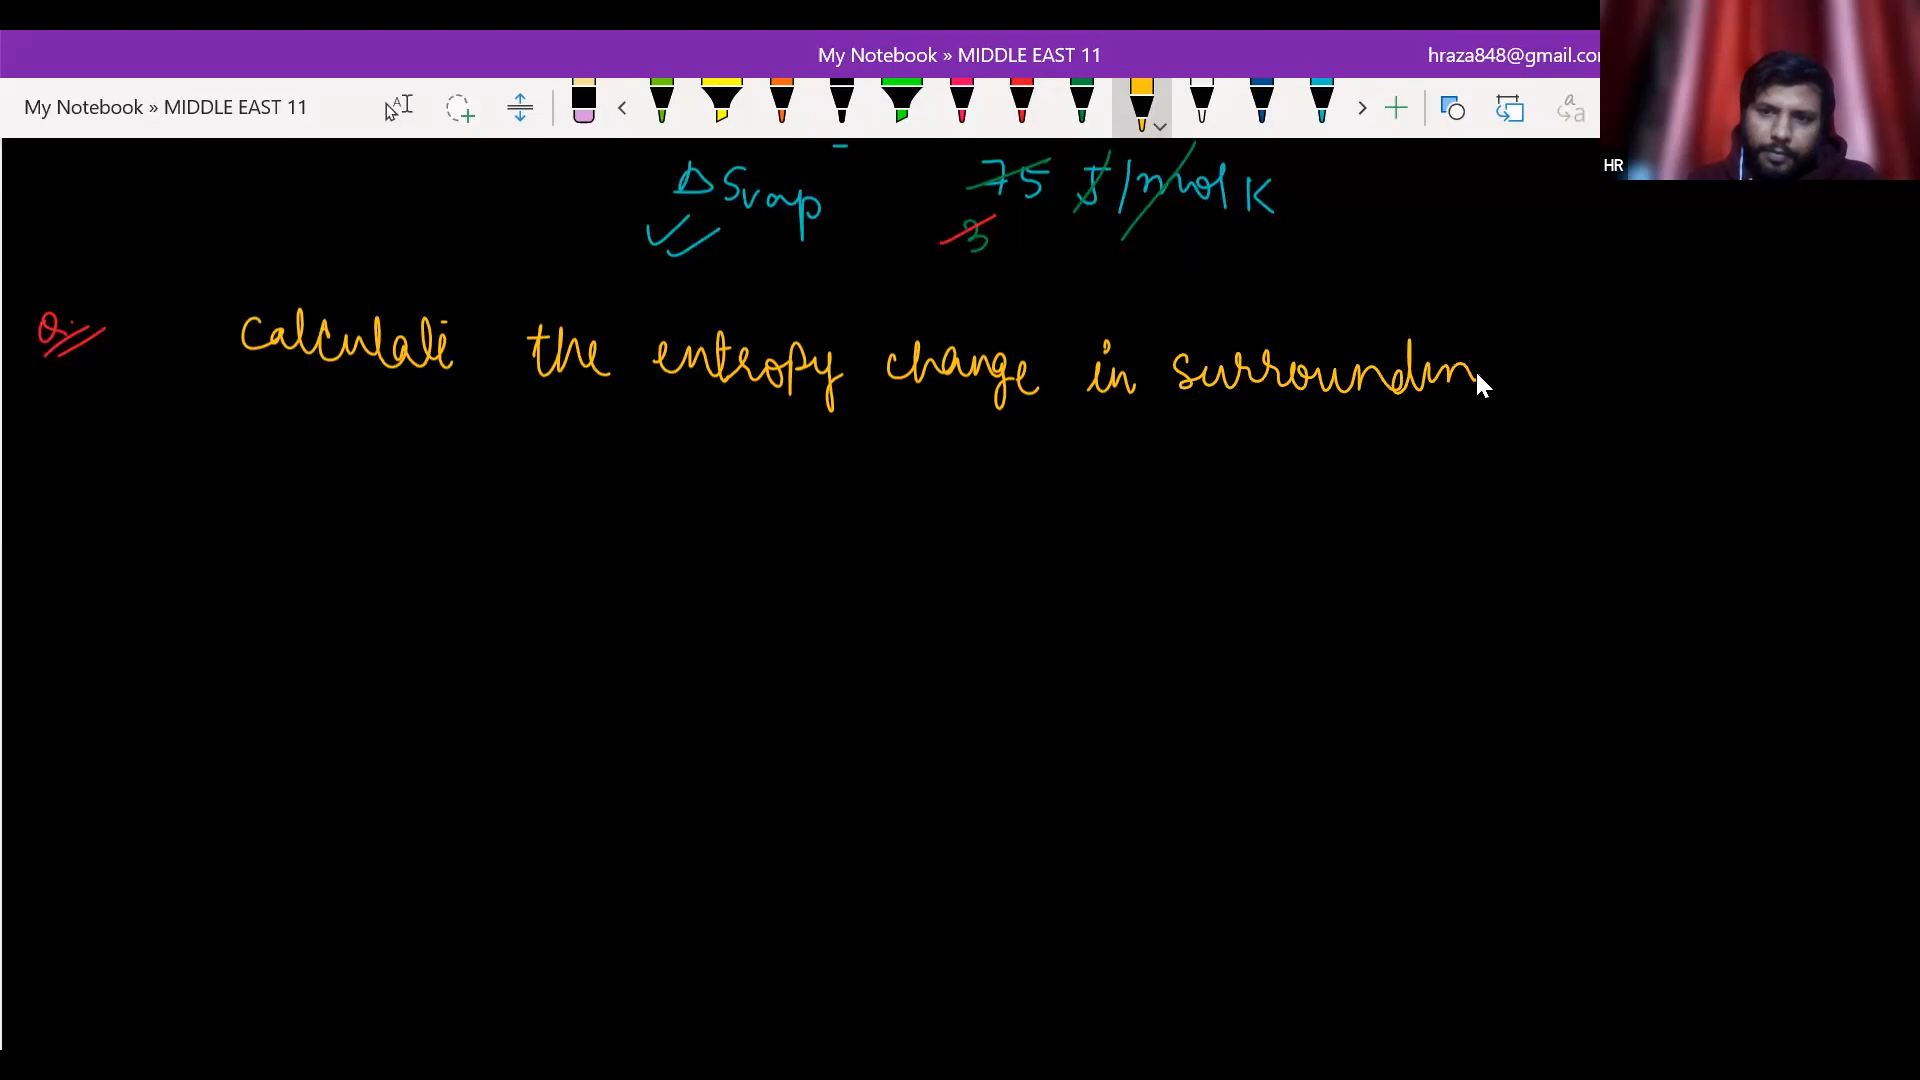 My Notebook » MIDDLE EAST 11
hraza848@gmail.co
My Notebook » MIDDLE EAST 11
HR
ΔSvap 75 J/mol K
3
Q. Calculate the entropy change in surroundin